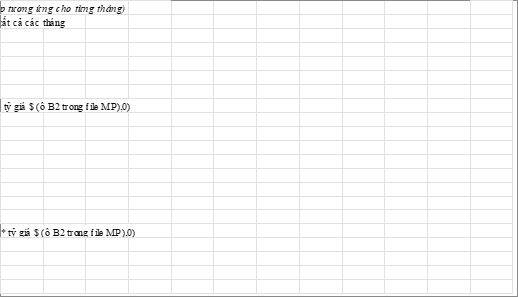 p tương ứng cho từng tháng)
ất cả các tháng
tỷ giá $ (ô B2 trong file MP),0)
* tỷ giá $ (ô B2 trong file MP),0)